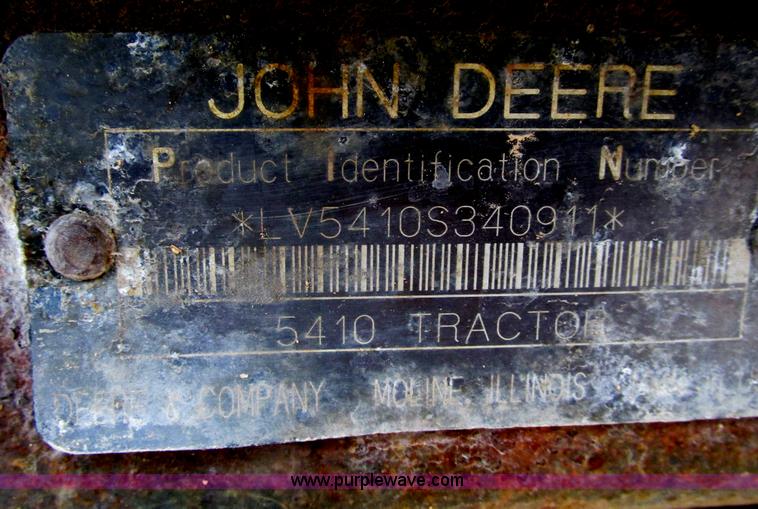 JOHN DEERE
Product Identification Number
*LV5410S340911*
5410 TRACTOR
DEERE & COMPANY MOLINE, ILLINOIS
www.purplewave.com